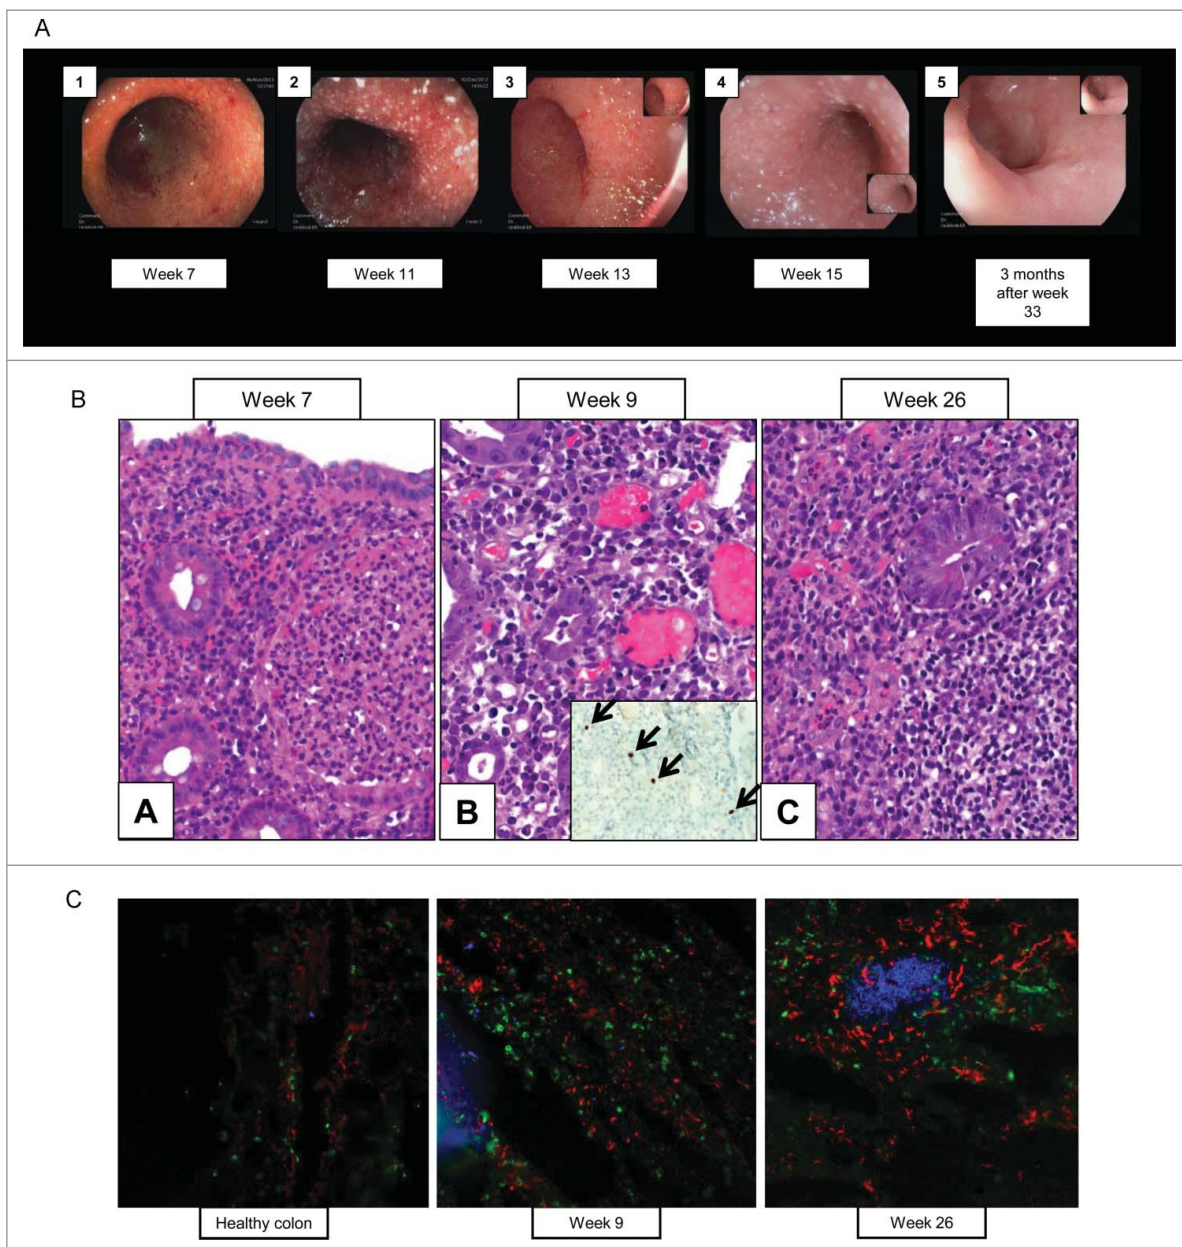 A
1
2
3
4
5
Week 7
Week 11
Week 13
Week 15
3 months
after week
33
B
Week 7
Week 9
Week 26
A
B
C
C
Healthy colon
Week 9
Week 26